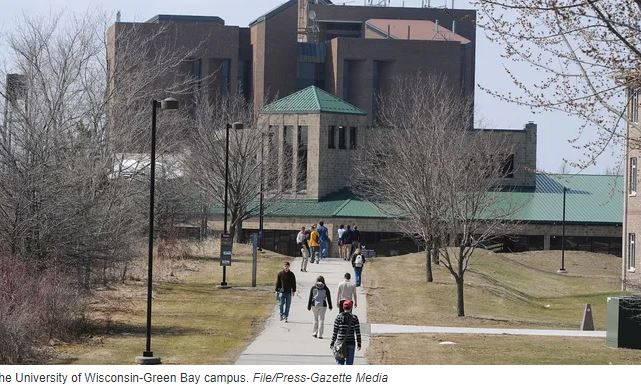 he University of Wisconsin-Green Bay campus. File/Press-Gazette Media